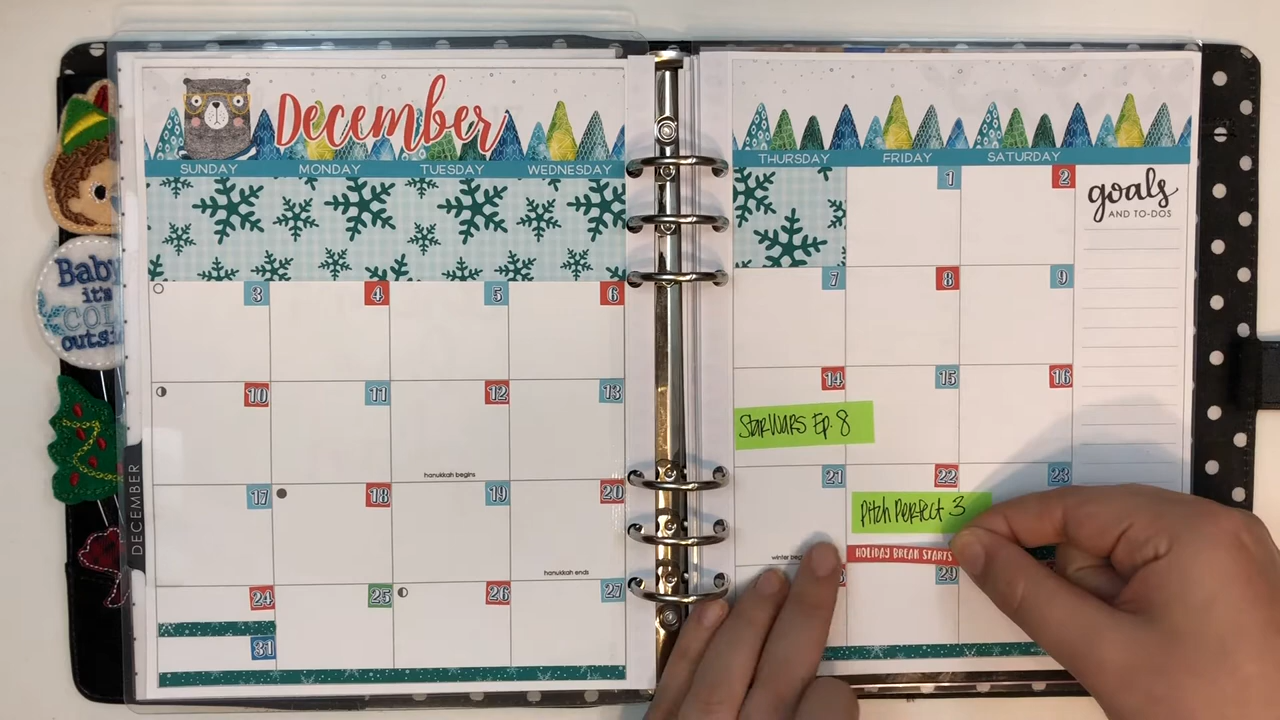 December
SUNDAY MONDAY TUESDAY WEDNESDAY
THURSDAY FRIDAY SATURDAY
goals
AND TO-DOS
1 2
3 4 5 6
7 8 9
10 11 12 13
14 15 16
Star Wars Ep. 8
hanukkah begins
17 18 19 20
21 22 23
Pitch Perfect 3
hanukkah ends
winter
HOLIDAY BREAK STARTS
24 25 26 27
29
31
Baby
it's
outsi
DECEMBER